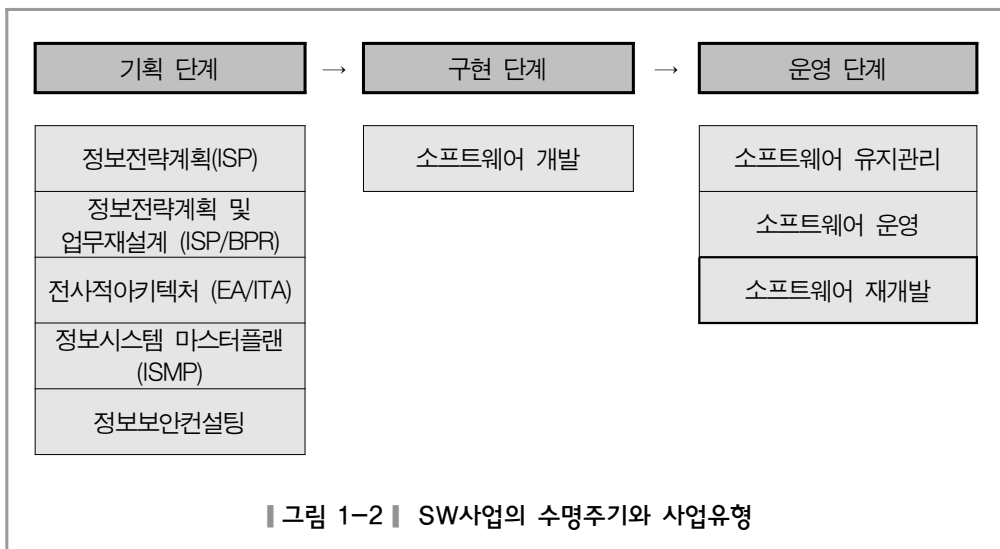 기획 단계 → 구현 단계 → 운영 단계
정보전략계획(ISP)
정보전략계획 및
업무재설계 (ISP/BPR)
전사적아키텍처 (EA/ITA)
정보시스템 마스터플랜
(ISMP)
정보보안컨설팅
소프트웨어 개발
소프트웨어 유지관리
소프트웨어 운영
소프트웨어 재개발
‖그림 1-2‖ SW사업의 수명주기와 사업유형